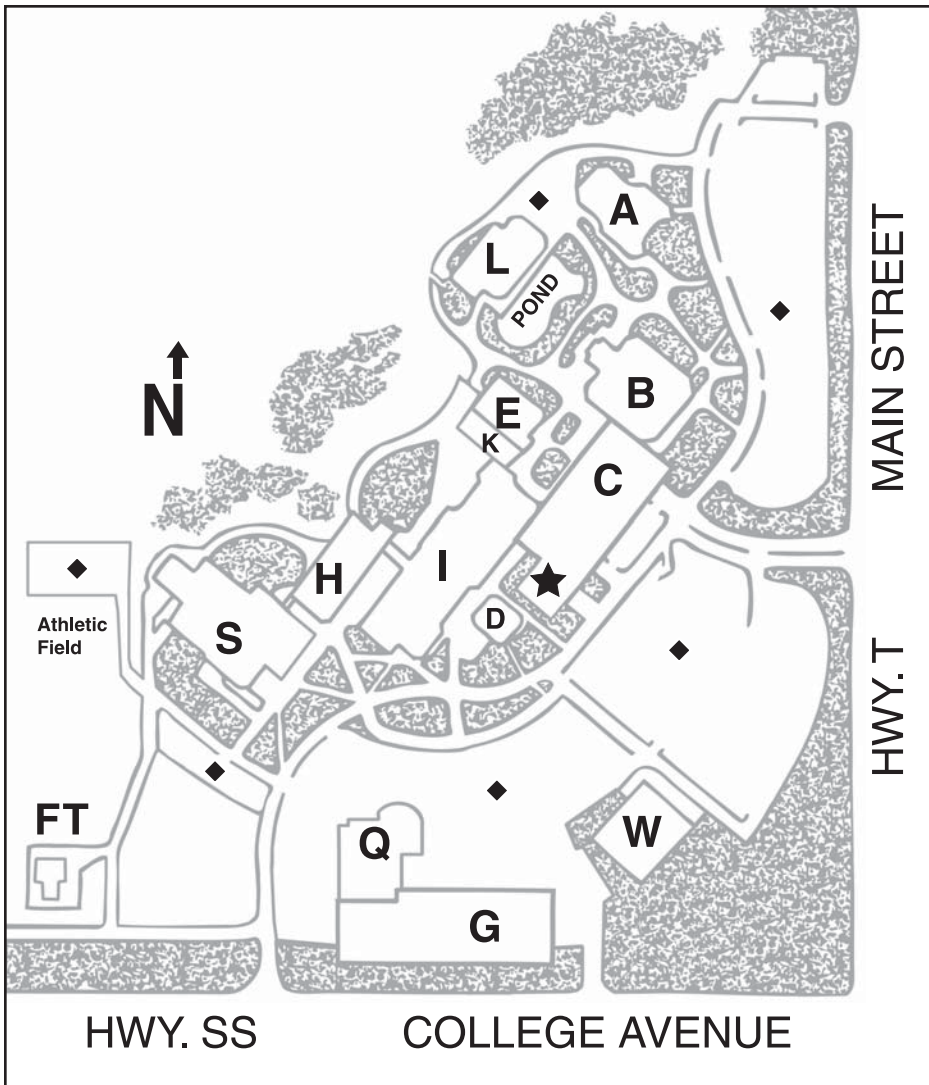 A
L
POND
MAIN STREET
N
B
E
K
C
H
I
D
Athletic
Field
S
HWY. T
FT
Q
W
G
HWY. SS
COLLEGE AVENUE